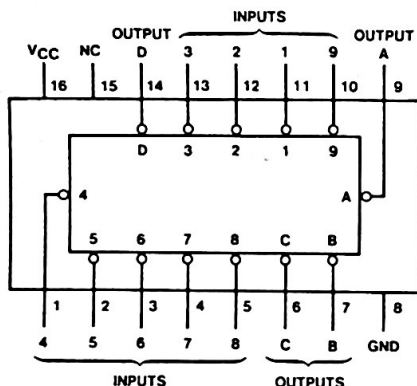 INPUTS
OUTPUT OUTPUT
VCC NC D 3 2 1 9 A
16 15 14 13 12 11 10 9
D 3 2 1 9
4 A
5 6 7 8 C B
1 2 3 4 5 6 7 8
4 5 6 7 8 C B GND
INPUTS OUTPUTS